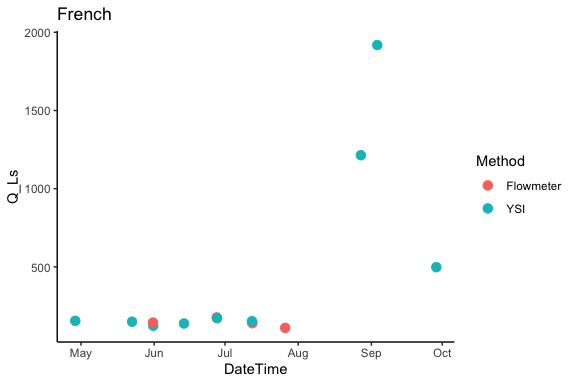 French
2000
1500
1000
500
Q_Ls
May Jun Jul Aug Sep Oct
DateTime
Method
Flowmeter
YSI